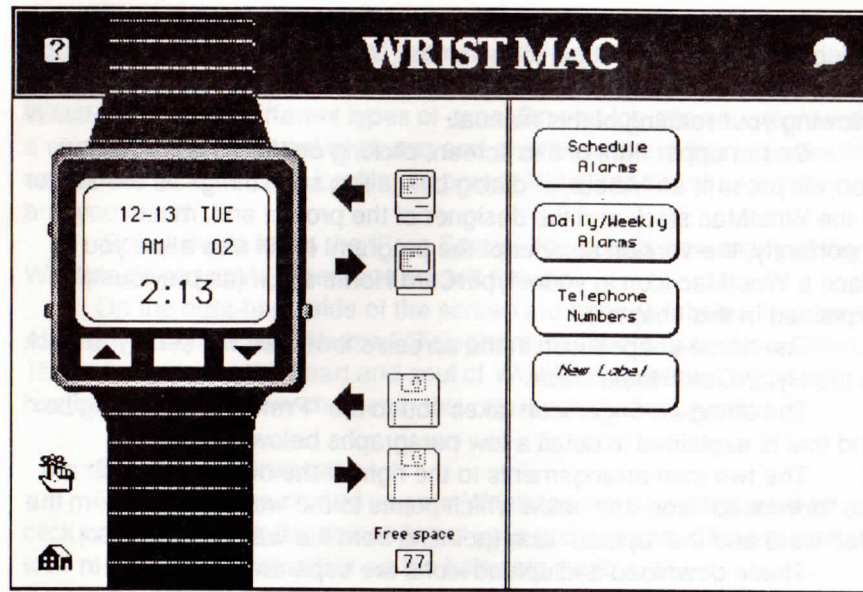 ?
WRIST MAC
12-13 TUE
AM 02
2:13
Schedule
Alarms
Daily/Weekly
Alarms
Telephone
Numbers
New Label
Free space
77